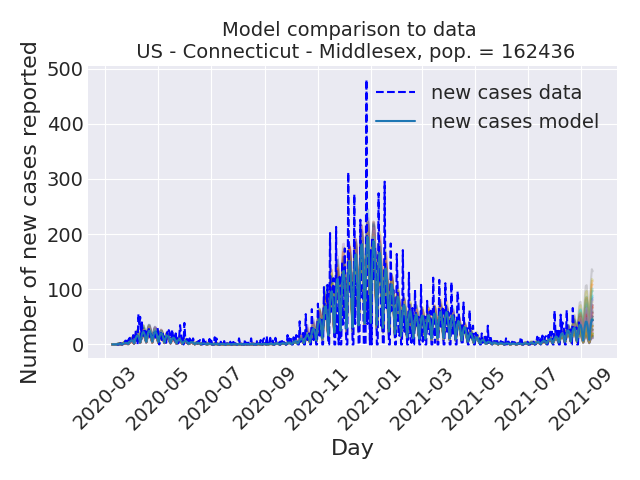 Model comparison to data
US - Connecticut - Middlesex, pop. = 162436
Number of new cases reported
500
400
300
200
100
0
new cases data
new cases model
2020-03
2020-05
2020-07
2020-09
2020-11
2021-01
2021-03
2021-05
2021-07
2021-09
Day